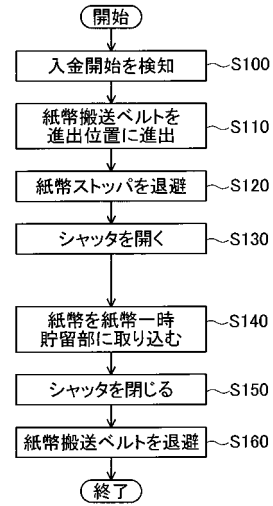 開始
入金開始を検知
S100
紙幣搬送ベルトを
進出位置に進出
S110
紙幣ストッパを退避
S120
シャッタを開く
S130
紙幣を紙幣一時
貯留部に取り込む
S140
シャッタを閉じる
S150
紙幣搬送ベルトを退避
S160
終了